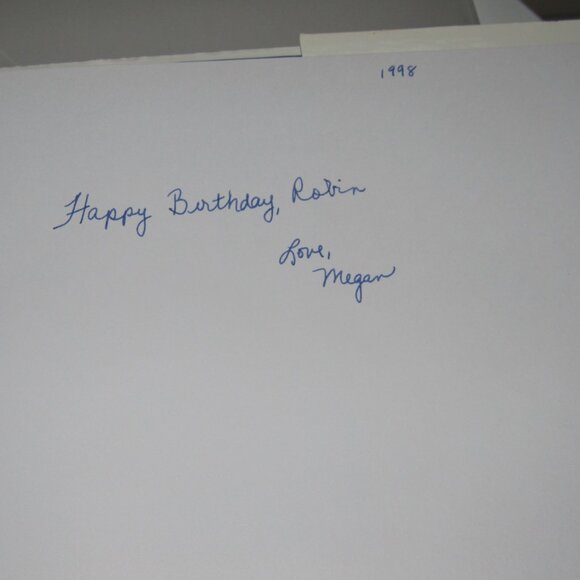 1998
Happy Birthday, Robin
Love,
Megan